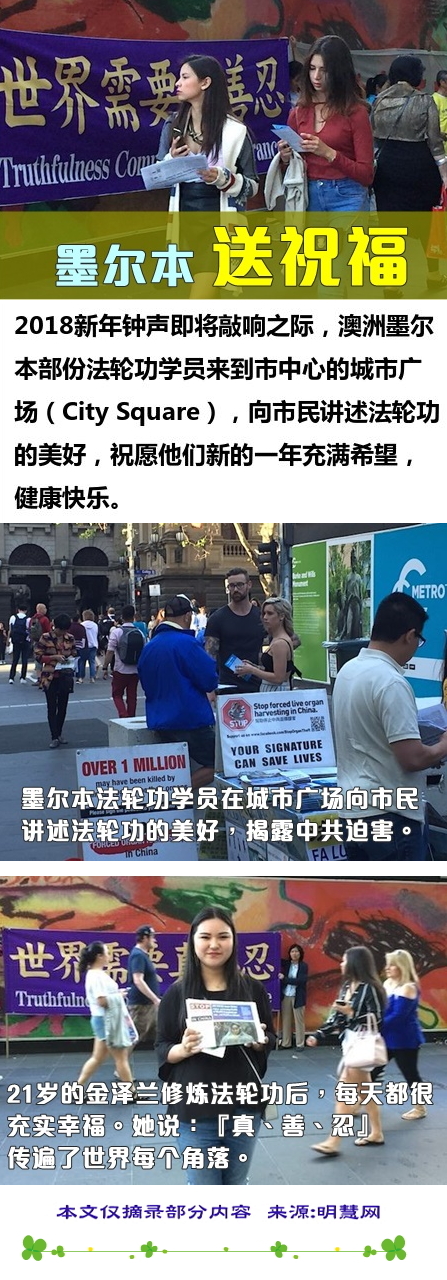 世界需要 善忍
Truthfulness Com
墨尔本 送祝福
2018新年钟声即将敲响之际，澳洲墨尔
本部份法轮功学员来到市中心的城市广
场（City Square），向市民讲述法轮功
的美好，祝愿他们新的一年充满希望，
健康快乐。
METRO
STOP
Stop forced live organ
harvesting in China.
YOUR SIGNATURE
CAN SAVE LIVES
OVER 1 MILLION
may have been killed by
in China
FALU
墨尔本法轮功学员在城市广场向市民
讲述法轮功的美好，揭露中共迫害。
世界需要真 忍
Truthfuln
STOP
21岁的金泽兰修炼法轮功后，每天都很
充实幸福。她说：『真、善、忍』
传遍了世界每个角落。
本文仅摘录部分内容 来源:明慧网